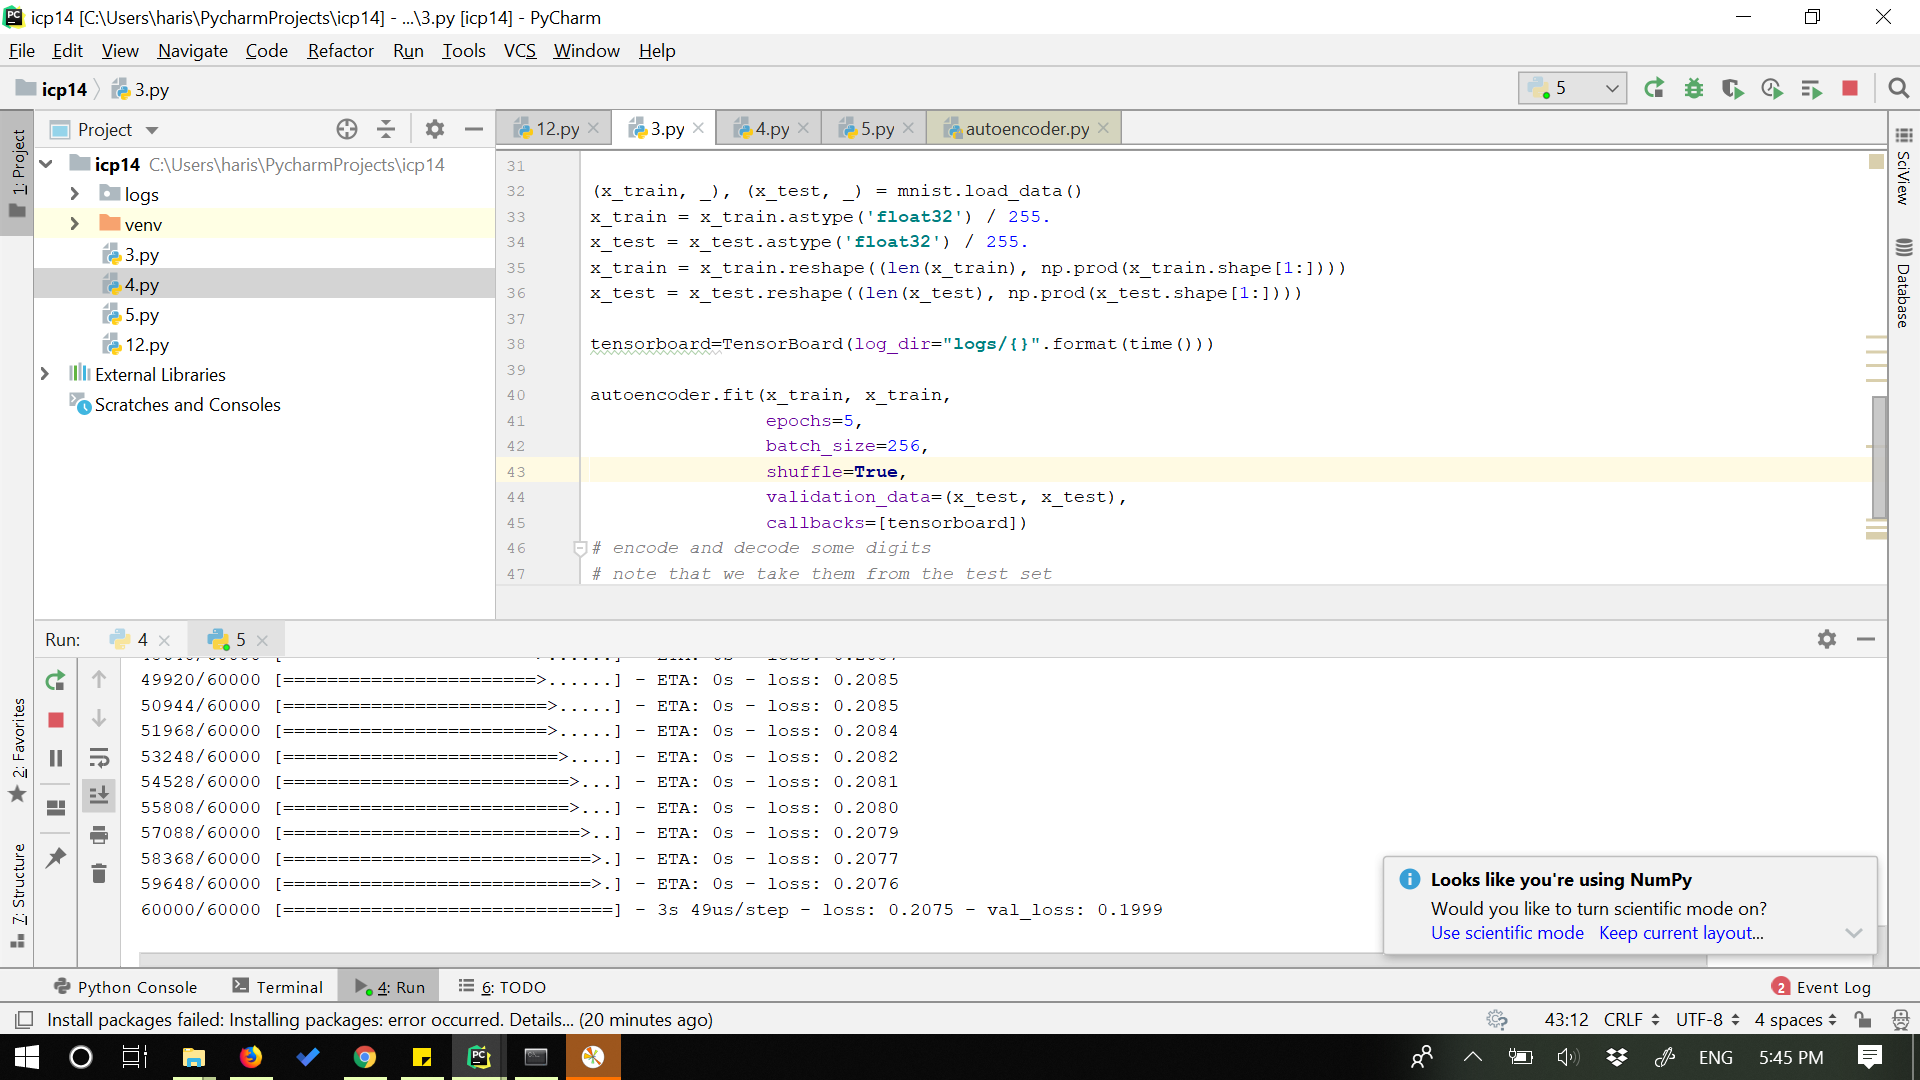 icp14 [C:\Users\haris\PycharmProjects\icp14] - ...\3.py [icp14] - PyCharm
File Edit View Navigate Code Refactor Run Tools VCS Window Help
icp14 3.py
5
Project
12.py 3.py 4.py 5.py autoencoder.py
1: Project
icp14 C:\Users\haris\PycharmProjects\icp14
logs
venv
3.py
4.py
5.py
12.py
External Libraries
Scratches and Consoles
31
32 (x_train, _), (x_test, _) = mnist.load_data()
33 x_train = x_train.astype('float32') / 255.
34 x_test = x_test.astype('float32') / 255.
35 x_train = x_train.reshape((len(x_train), np.prod(x_train.shape[1:])))
36 x_test = x_test.reshape((len(x_test), np.prod(x_test.shape[1:])))
37
38 tensorboard=TensorBoard(log_dir="logs/{}".format(time()))
39
40 autoencoder.fit(x_train, x_train,
41 epochs=5,
42 batch_size=256,
43 shuffle=True,
44 validation_data=(x_test, x_test),
45 callbacks=[tensorboard])
46 # encode and decode some digits
47 # note that we take them from the test set
SciView
Database
Run: 4 5
49920/60000 [=======================>......] - ETA: 0s - loss: 0.2085
50944/60000 [========================>.....] - ETA: 0s - loss: 0.2085
51968/60000 [========================>.....] - ETA: 0s - loss: 0.2084
53248/60000 [=========================>....] - ETA: 0s - loss: 0.2082
54528/60000 [==========================>...] - ETA: 0s - loss: 0.2081
55808/60000 [==========================>...] - ETA: 0s - loss: 0.2080
57088/60000 [===========================>..] - ETA: 0s - loss: 0.2079
58368/60000 [============================>.] - ETA: 0s - loss: 0.2077
59648/60000 [============================>.] - ETA: 0s - loss: 0.2076
60000/60000 [==============================] - 3s 49us/step - loss: 0.2075 - val_loss: 0.1999
2: Favorites
7: Structure
Looks like you're using NumPy
Would you like to turn scientific mode on?
Use scientific mode Keep current layout...
Python Console Terminal 4: Run 6: TODO 2 Event Log
Install packages failed: Installing packages: error occurred. Details... (20 minutes ago) 43:12 CRLF UTF-8 4 spaces
ENG 5:45 PM